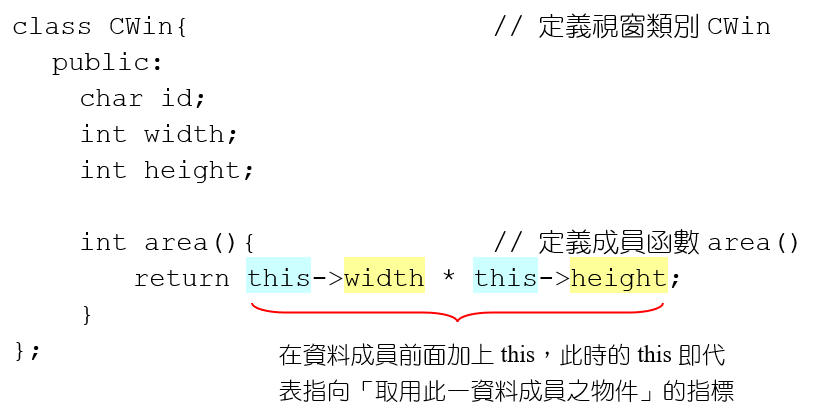 class CWin{ // 定義視窗類別 CWin
public:
char id;
int width;
int height;
int area(){ // 定義成員函數 area()
return this->width * this->height;
}
};
在資料成員前面加上 this，此時的 this 即代
表指向「取用此一資料成員之物件」的指標